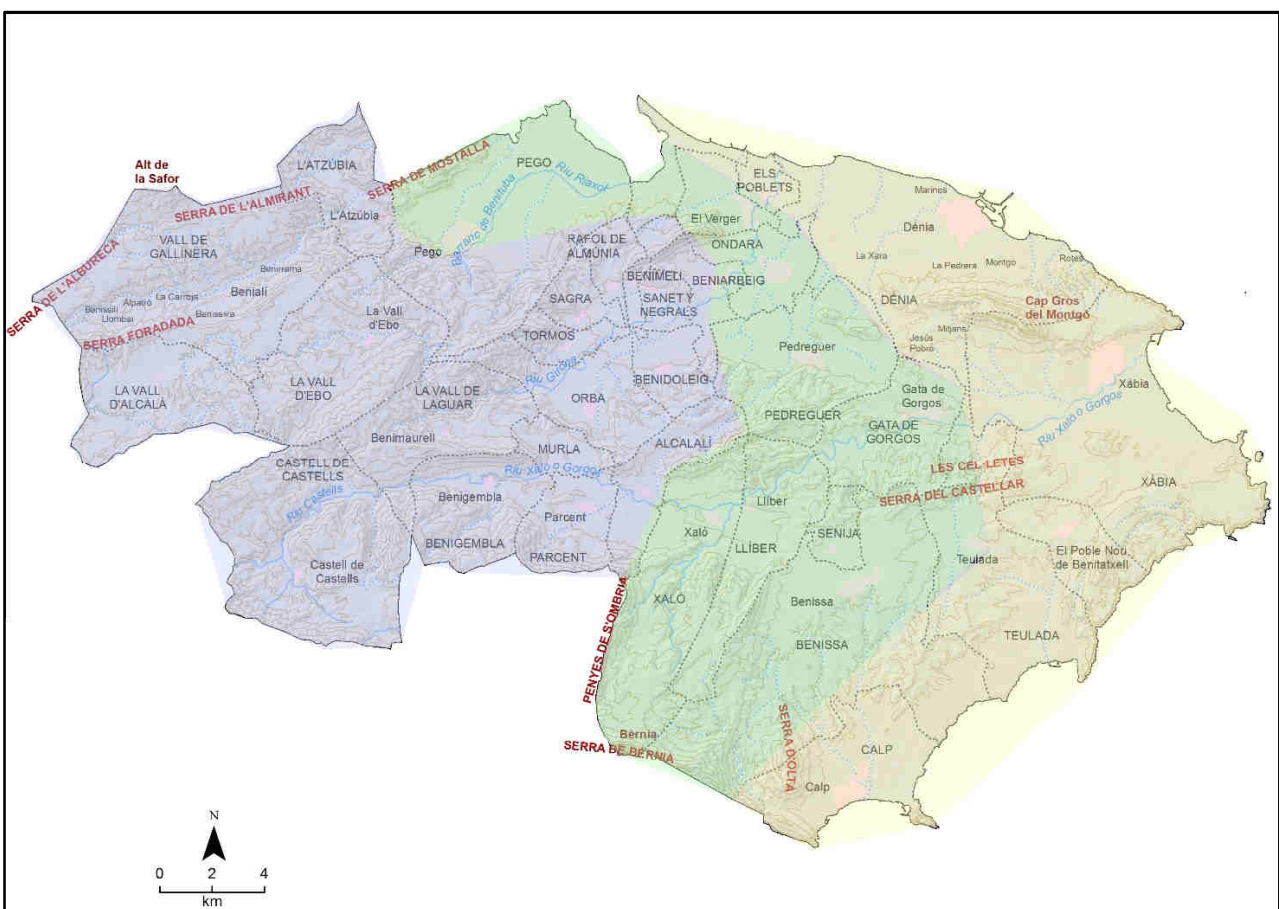 Alt de
la Safor
L'ATZÚBIA
SERRA DE MOSTALLA
PEGO
Riu Riaxol
ELS
POBLETS
SERRA DE L'ALMIRANT
L'Atzúbia
Barranc de Benituba
Marines
El Verger
Dénia
VALL DE
GALLINERA
Pego
RAFOL DE
ALMÚNIA
ONDARA
La Xara
La Pedrera
Montgo
Rotes
SERRA DE L'ALBURECA
Benirrama
Benialí
BENIMELI
BENIARBEIG
Alpatró
La Carroja
SAGRA
SANET Y
NEGRALS
DÉNIA
Cap Gros
del Montgó
Benissili
Llombai
Benissiva
La Vall
d'Ebo
SERRA FORADADA
TORMOS
Mitjans
Jesús
Pobró
Pedreguer
Riu Girona
BENIDOLEIG
Xàbia
LA VALL
D'ALCALÀ
LA VALL
D'EBO
LA VALL DE
LAGUAR
ORBA
Gata de
Gorgos
PEDREGUER
Riu Xaló o Gorgos
Benimaurell
MURLA
ALCALALÍ
GATA DE
GORGOS
CASTELL DE
CASTELLS
Riu Xaló o Gorgos
LES CEL·LETES
Riu Castells
Benigembla
Llíber
SERRA DEL CASTELLAR
XÀBIA
Parcent
Xaló
SENIJA
BENIGEMBLA
PARCENT
LLÍBER
Teulada
El Poble Nou
de Benitatxell
Castell de
Castells
XALÓ
Benissa
PENYES DE S'OMBRIA
BENISSA
TEULADA
Bèrnia
SERRA DE BÈRNIA
SERRA D'OLTA
CALP
Calp
N
0 2 4
km